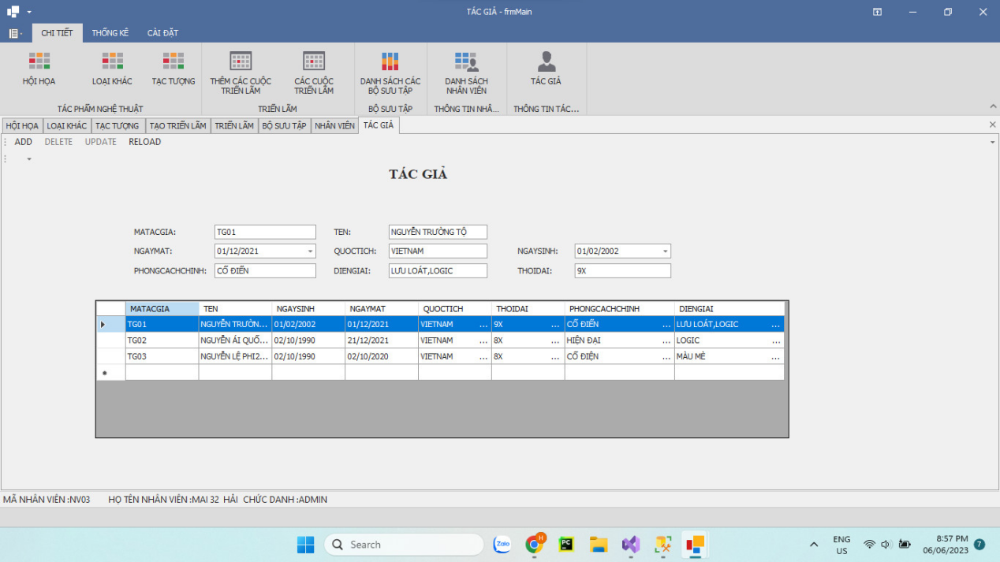 TÁC GIẢ - frmMain
CHI TIẾT THỐNG KÊ CÀI ĐẶT
HỘI HỌA LOẠI KHÁC TẠC TƯỢNG THÊM CÁC CUỘC TRIỂN LÃM CÁC CUỘC TRIỂN LÃM DANH SÁCH CÁC BỘ SƯU TẬP DANH SÁCH NHÂN VIÊN TÁC GIẢ
TÁC PHẨM NGHỆ THUẬT TRIỂN LÃM BỘ SƯU TẬP THÔNG TIN NHÂ... THÔNG TIN TÁC...
HỘI HỌA LOẠI KHÁC TẠC TƯỢNG TẠO TRIỂN LÃM TRIỂN LÃM BỘ SƯU TẬP NHÂN VIÊN TÁC GIẢ
ADD DELETE UPDATE RELOAD
TÁC GIẢ
MATACGIA: TG01 TEN: NGUYỄN TRƯỜNG TỘ
NGAYMAT: 01/12/2021 QUOCTICH: VIETNAM NGAYSINH: 01/02/2002
PHONGCACHCHINH: CỔ ĐIỂN DIENGIAI: LƯU LOÁT,LOGIC THOIDAI: 9X
MATACGIA TEN NGAYSINH NGAYMAT QUOCTICH THOIDAI PHONGCACHCHINH DIENGIAI
TG01 NGUYỄN TRƯỜN... 01/02/2002 01/12/2021 VIETNAM ... 9X ... CỔ ĐIỂN ... LƯU LOÁT,LOGIC ...
TG02 NGUYỄN ÁI QUỐ... 02/10/1990 21/12/2021 VIETNAM ... 8X ... HIỆN ĐẠI ... LOGIC ...
TG03 NGUYỄN LỆ PHI2... 02/10/1990 02/10/2020 VIETNAM ... 8X ... CỔ ĐIỆN ... MÀU MÈ ...
MÃ NHÂN VIÊN :NV03 HỌ TÊN NHÂN VIÊN :MAI 32 HẢI CHỨC DANH :ADMIN
Search Zalo H PC ENG US 8:57 PM 06/06/2023 7